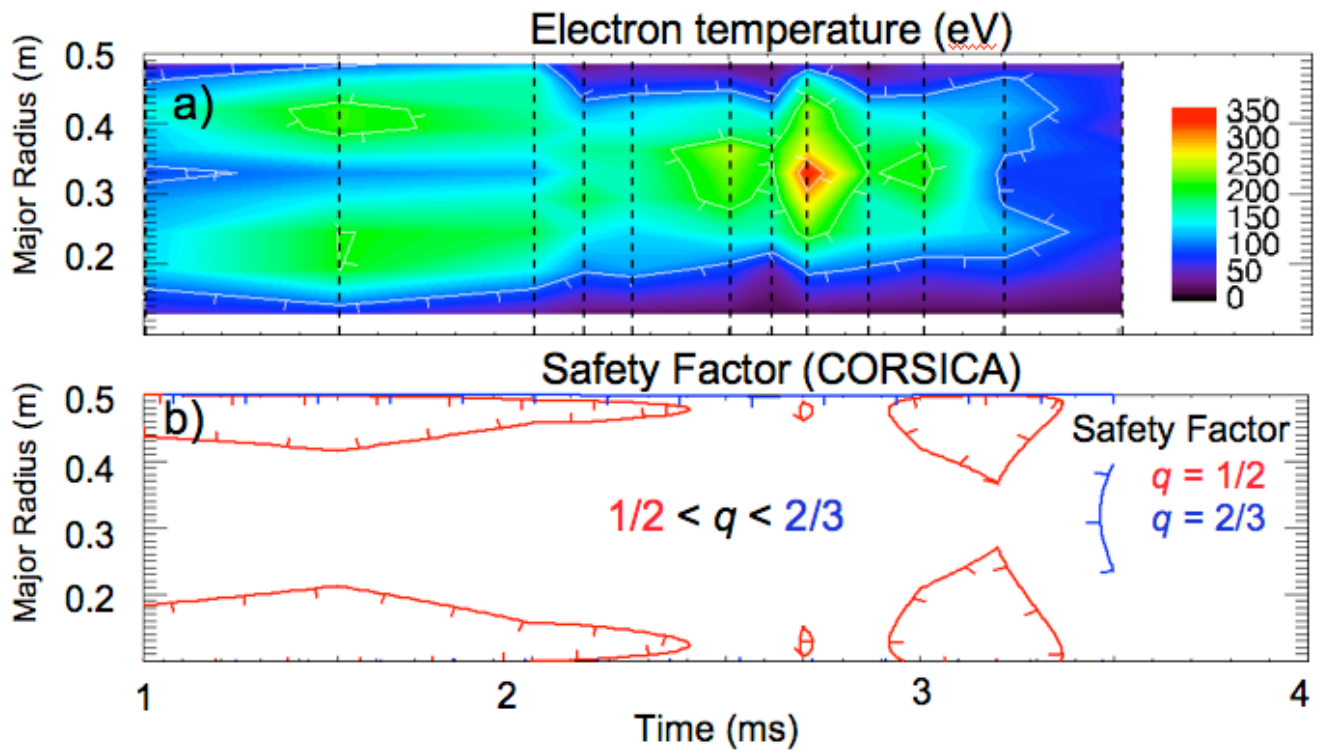 Electron temperature (eV)
Major Radius (m)
a)
0.5
0.4
0.3
0.2
350
300
250
200
150
100
50
0
Safety Factor (CORSICA)
Major Radius (m)
b)
0.5
0.4
0.3
0.2
1/2 < q < 2/3
Safety Factor
q = 1/2
q = 2/3
1 2 3 4
Time (ms)